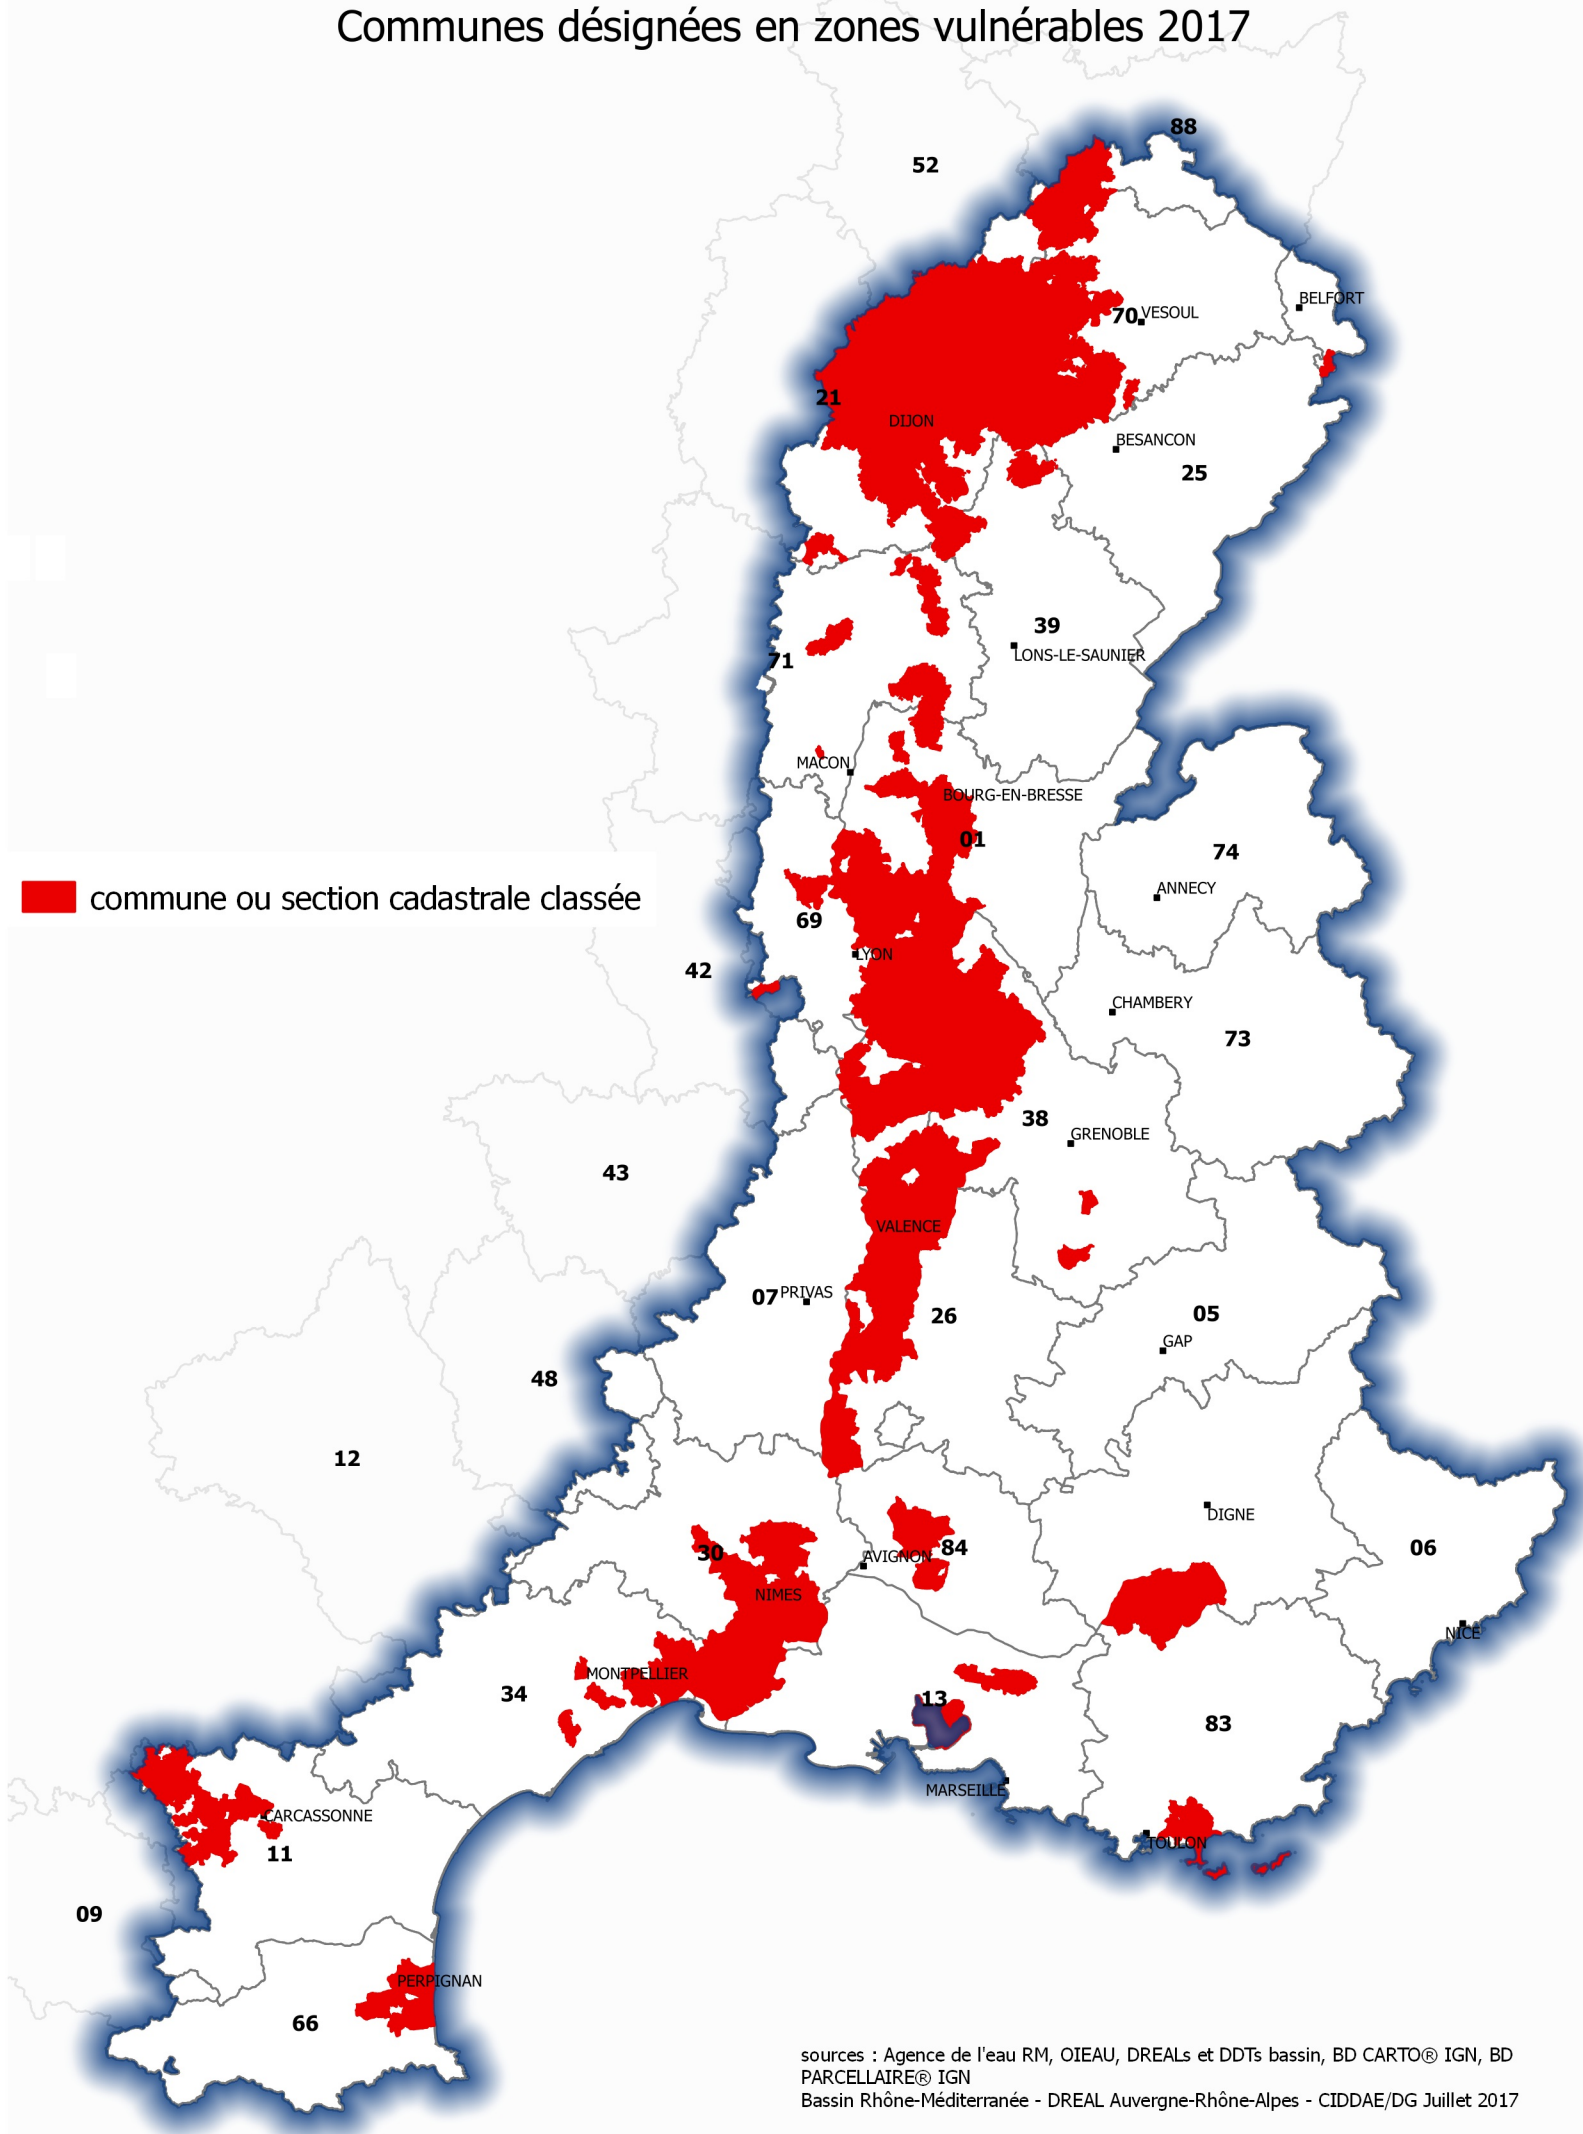 Communes désignées en zones vulnérables 2017
88
52
BELFORT
70 VESOUL
21
DIJON
BESANCON
25
39
LONS-LE-SAUNIER
71
MACON
BOURG-EN-BRESSE
01
74
ANNECY
commune ou section cadastrale classée
69
LYON
42
CHAMBERY
73
38
GRENOBLE
43
VALENCE
07 PRIVAS
26
05
GAP
48
12
DIGNE
06
84
AVIGNON
30
NIMES
NICE
MONTPELLIER
34
13
83
MARSEILLE
CARCASSONNE
TOULON
11
09
PERPIGNAN
66
sources : Agence de l'eau RM, OIEAU, DREALs et DDTs bassin, BD CARTO® IGN, BD
PARCELLAIRE® IGN
Bassin Rhône-Méditerranée - DREAL Auvergne-Rhône-Alpes - CIDDAE/DG Juillet 2017